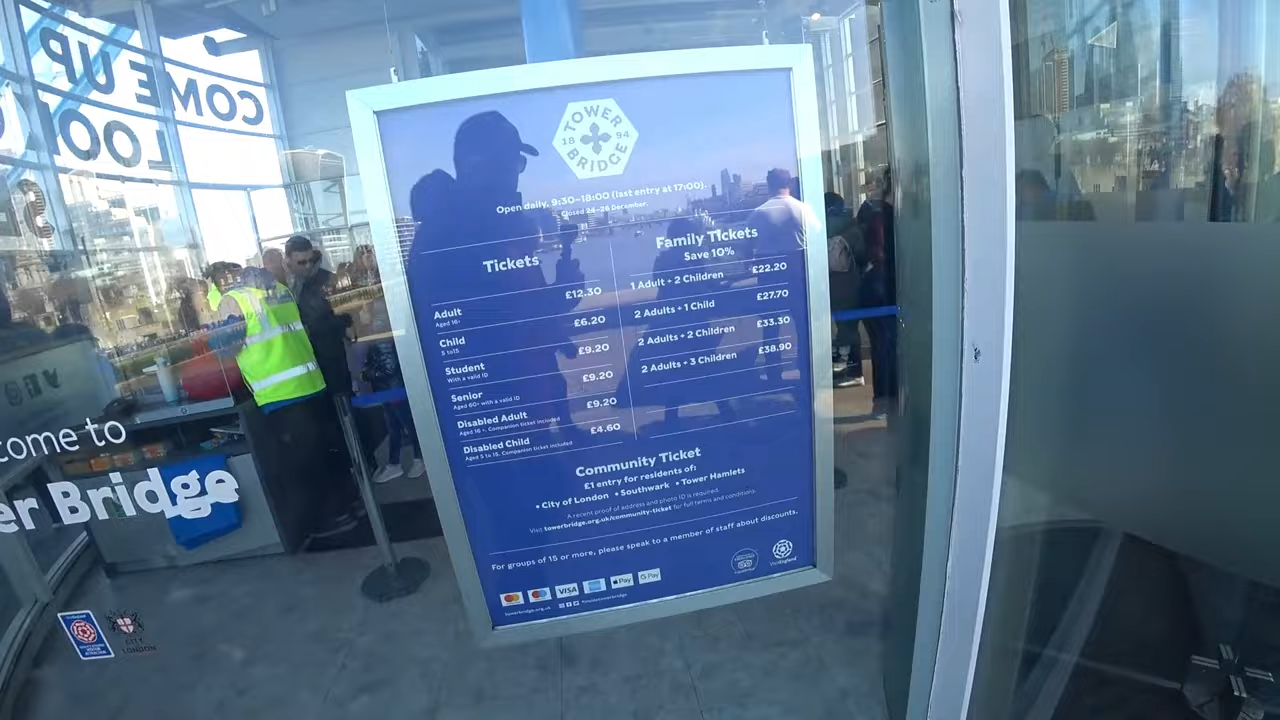 COME UP
LOO
TOWER
18 94
BRIDGE
Open daily, 9:30–18:00 (last entry at 17:00).
Closed 24–26 December.
Tickets
Adult £12.30
Aged 16+
Child £6.20
5 to 15
Student £9.20
With a valid ID
Senior £9.20
Aged 60+ with a valid ID
Disabled Adult £9.20
Aged 16 +. Companion ticket included
Disabled Child £4.60
Aged 5 to 15. Companion ticket included
Family Tickets
Save 10%
1 Adult + 2 Children £22.20
2 Adults + 1 Child £27.70
2 Adults + 2 Children £33.30
2 Adults + 3 Children £38.90
Community Ticket
£1 entry for residents of:
• City of London • Southwark • Tower Hamlets
A recent proof of address and photo ID is required.
Visit towerbridge.org.uk/community-ticket for full terms and conditions.
For groups of 15 or more, please speak to a member of staff about discounts.
VISA
Pay
G Pay
towerbridge.org.uk
VisitEngland
come to
er Bridge
CITY
LONDON